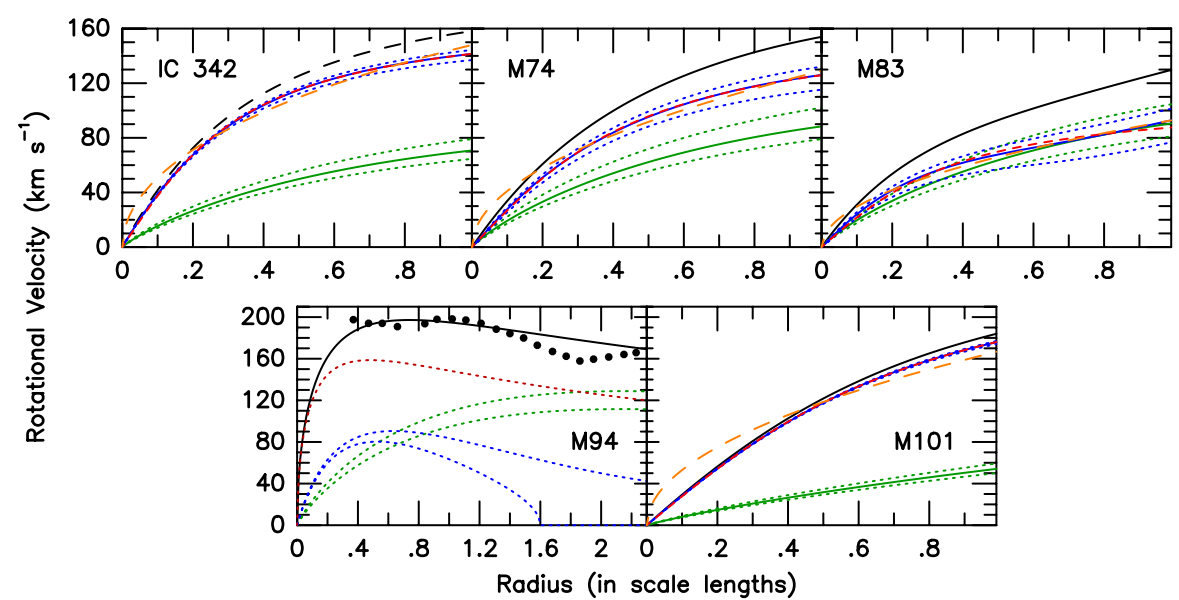 160
120
80
40
0
IC 342
M74
M83
0 .2 .4 .6 .8 0 .2 .4 .6 .8 0 .2 .4 .6 .8
Rotational Velocity (km s⁻¹)
200
160
120
80
40
0
M94
M101
0 .4 .8 1.2 1.6 2 0 .2 .4 .6 .8
Radius (in scale lengths)